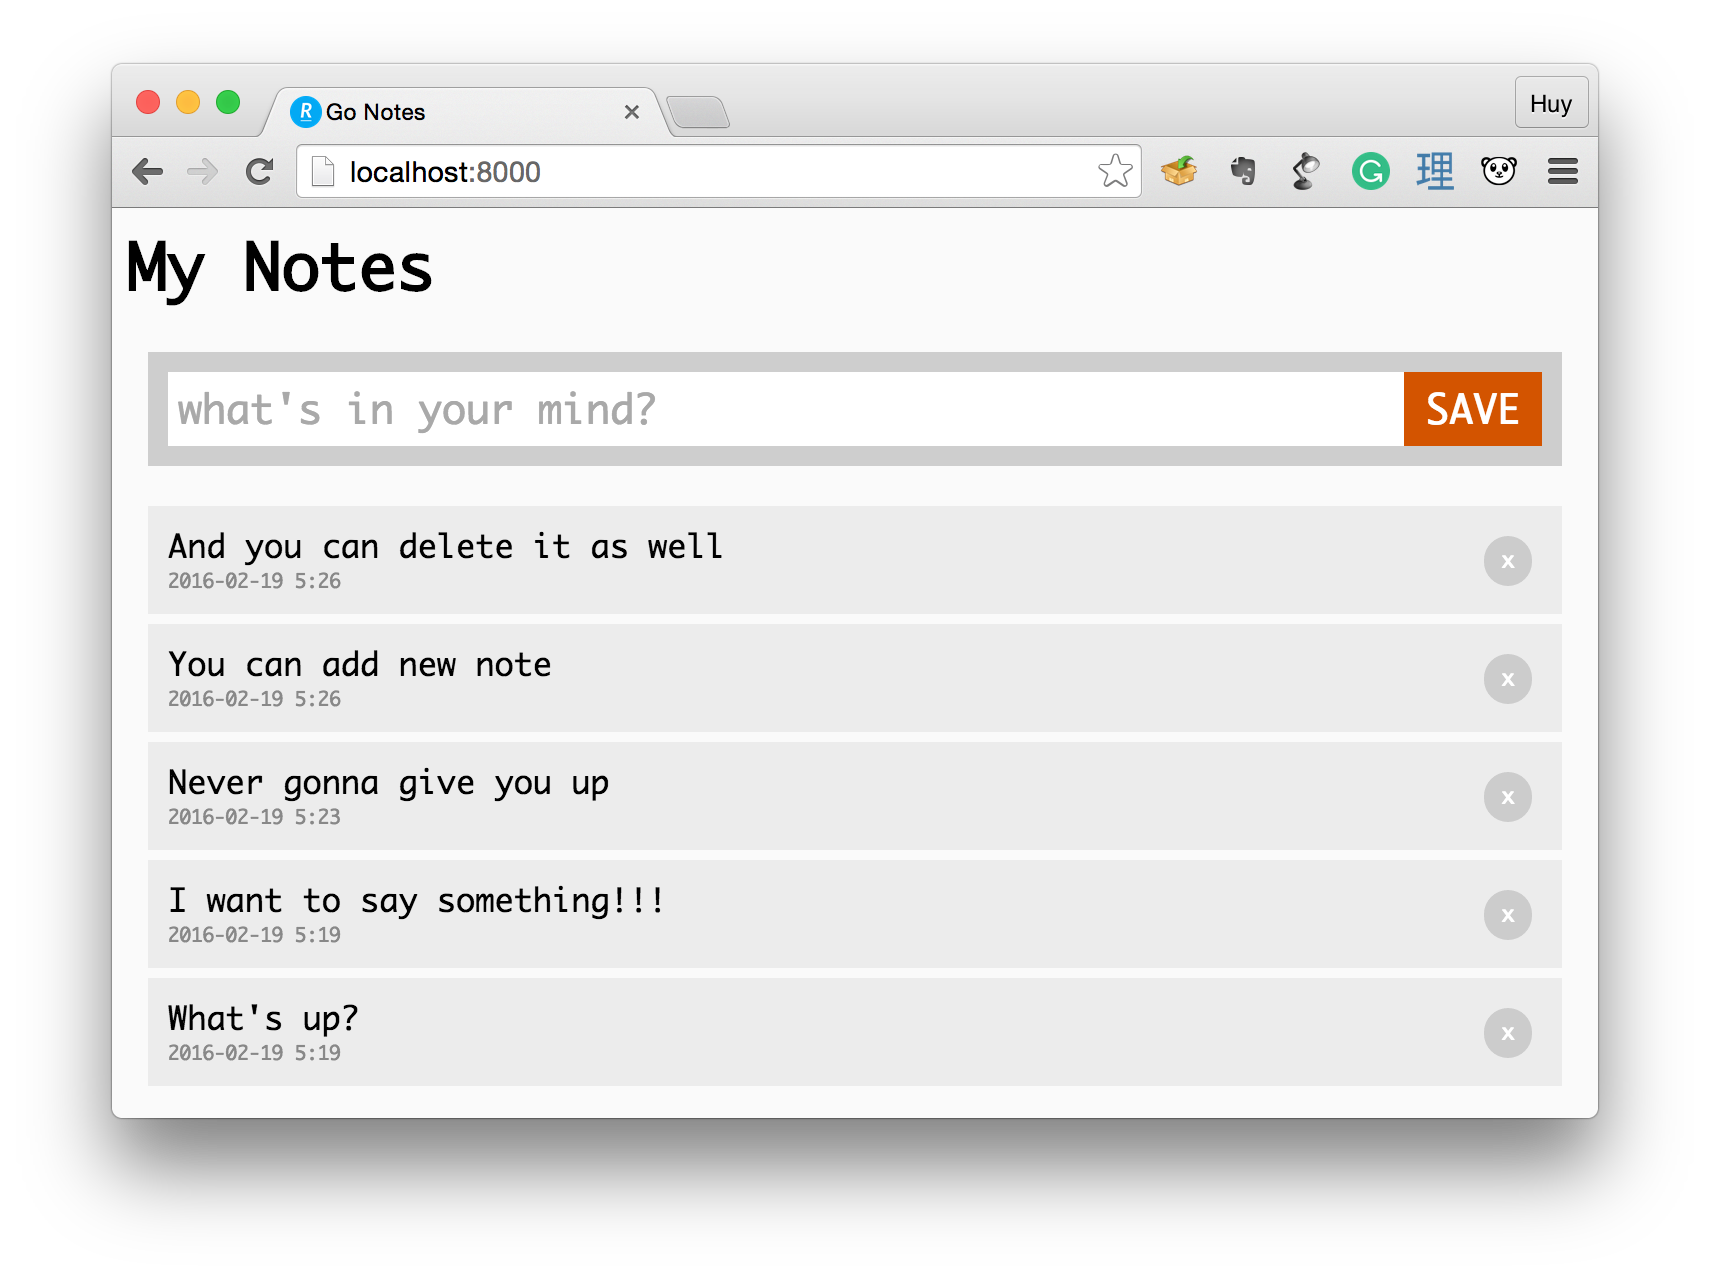 R Go Notes
Huy
localhost:8000
G 理
My Notes
what's in your mind?
SAVE
And you can delete it as well
2016-02-19 5:26
x
You can add new note
2016-02-19 5:26
x
Never gonna give you up
2016-02-19 5:23
x
I want to say something!!!
2016-02-19 5:19
x
What's up?
2016-02-19 5:19
x